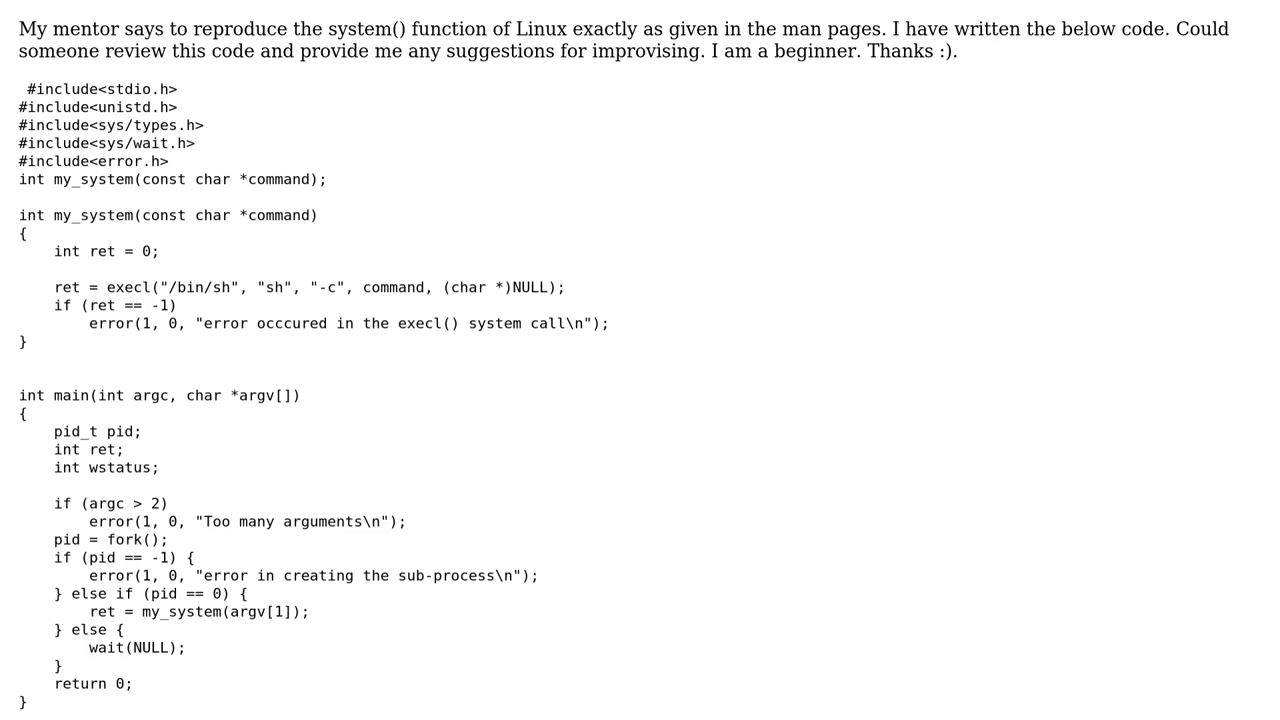 My mentor says to reproduce the system() function of Linux exactly as given in the man pages. I have written the below code. Could
someone review this code and provide me any suggestions for improvising. I am a beginner. Thanks :).
 #include<stdio.h>
#include<unistd.h>
#include<sys/types.h>
#include<sys/wait.h>
#include<error.h>
int my_system(const char *command);

int my_system(const char *command)
{
    int ret = 0;

    ret = execl("/bin/sh", "sh", "-c", command, (char *)NULL);
    if (ret == -1)
        error(1, 0, "error occcured in the execl() system call\n");
}


int main(int argc, char *argv[])
{
    pid_t pid;
    int ret;
    int wstatus;

    if (argc > 2)
        error(1, 0, "Too many arguments\n");
    pid = fork();
    if (pid == -1) {
        error(1, 0, "error in creating the sub-process\n");
    } else if (pid == 0) {
        ret = my_system(argv[1]);
    } else {
        wait(NULL);
    }
    return 0;
}